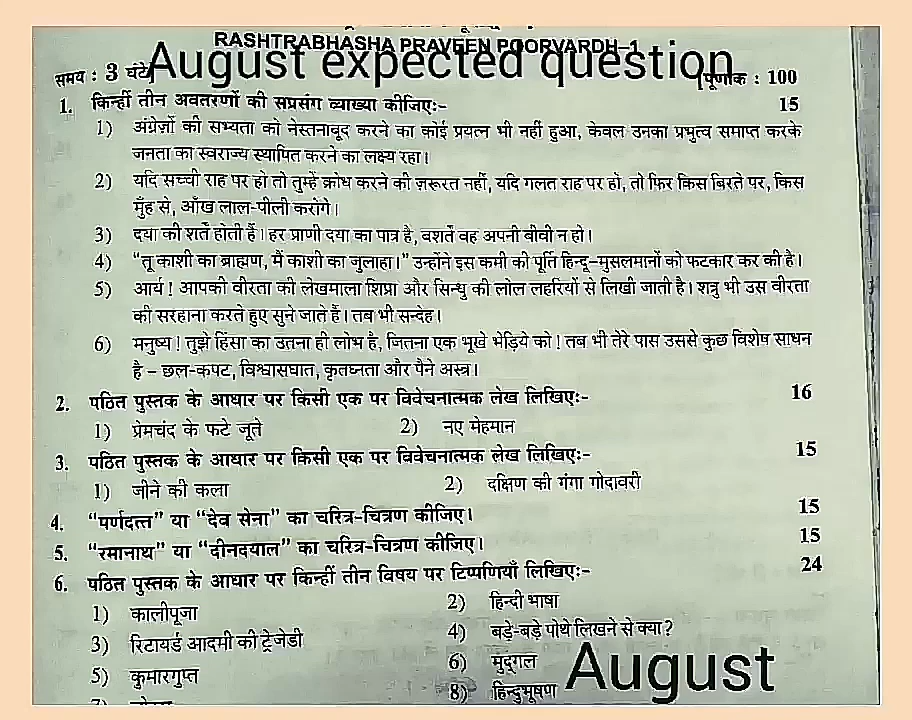 RASHTRABHASHA PRAVEEN POORVARDH-1
August expected question
समय : 3 घंटे पूर्णांक : 100
1. किन्हीं तीन अवतरणों की सप्रसंग व्याख्या कीजिए:- 15
1) अंग्रेज़ों की सभ्यता को नेस्तनाबूद करने का कोई प्रयत्न भी नहीं हुआ, केवल उनका प्रभुत्व समाप्त करके
जनता का स्वराज्य स्थापित करने का लक्ष्य रहा।
2) यदि सच्ची राह पर हो तो तुम्हें क्रोध करने की ज़रूरत नहीं, यदि गलत राह पर हो, तो फिर किस बिरते पर, किस
मुँह से, आँख लाल-पीली करोगे।
3) दया की शर्तें होती हैं। हर प्राणी दया का पात्र है, वशर्ते वह अपनी बीवी न हो।
4) “तू काशी का ब्राह्मण, मैं काशी का जुलाहा।” उन्होंने इस कमी की पूर्ति हिन्दू-मुसलमानों को फटकार कर की है।
5) आर्य ! आपकी वीरता की लेखमाला शिप्रा और सिन्धु की लोल लहरियों से लिखी जाती है। शत्रु भी उस वीरता
की सराहना करते हुए सुने जाते हैं। तब भी सन्देह।
6) मनुष्य ! तुझे हिंसा का उतना ही लोभ है, जितना एक भूखे भेड़िये को ! तब भी तेरे पास उससे कुछ विशेष साधन
है – छल-कपट, विश्वासघात, कृतघ्नता और पैने अस्त्र।
2. पठित पुस्तक के आधार पर किसी एक पर विवेचनात्मक लेख लिखिए:- 16
1) प्रेमचंद के फटे जूते 2) नए मेहमान
3. पठित पुस्तक के आधार पर किसी एक पर विवेचनात्मक लेख लिखिए:- 15
1) जीने की कला 2) दक्षिण की गंगा गोदावरी
4. “पर्णदत्त” या “देव सेना” का चरित्र-चित्रण कीजिए। 15
5. “रमानाथ” या “दीनदयाल” का चरित्र-चित्रण कीजिए। 15
6. पठित पुस्तक के आधार पर किन्हीं तीन विषय पर टिप्पणियाँ लिखिए:- 24
1) कालीपूजा 2) हिन्दी भाषा
3) रिटायर्ड आदमी की ट्रेजेडी 4) बड़े-बड़े पोथे लिखने से क्या ?
5) कुमारगुप्त 6) मुद्गल
8) हिन्दुभूषण
August